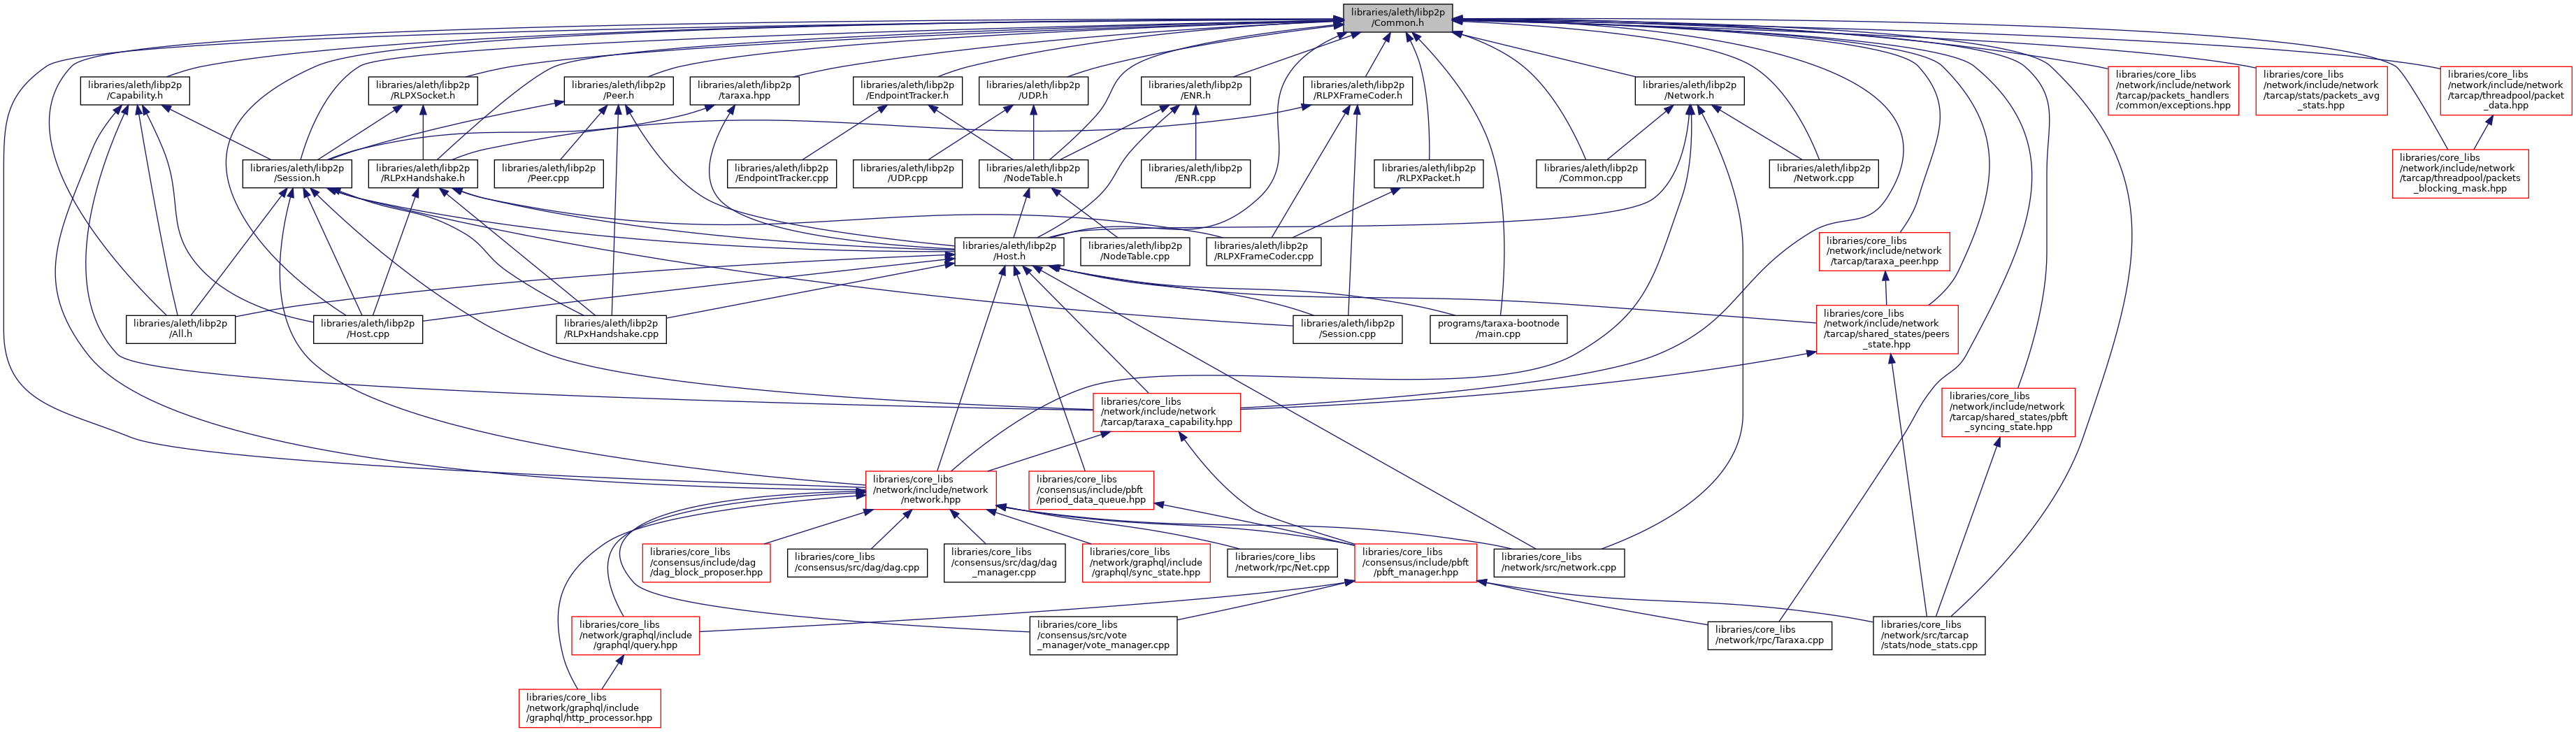 libraries/aleth/libp2p
/Common.h
libraries/aleth/libp2p
/Capability.h
libraries/aleth/libp2p
/RLPXSocket.h
libraries/aleth/libp2p
/Peer.h
libraries/aleth/libp2p
/taraxa.hpp
libraries/aleth/libp2p
/EndpointTracker.h
libraries/aleth/libp2p
/UDP.h
libraries/aleth/libp2p
/ENR.h
libraries/aleth/libp2p
/RLPXFrameCoder.h
libraries/aleth/libp2p
/Network.h
libraries/core_libs
/network/include/network
/tarcap/packets_handlers
/common/exceptions.hpp
libraries/core_libs
/network/include/network
/tarcap/stats/packets_avg
_stats.hpp
libraries/core_libs
/network/include/network
/tarcap/threadpool/packet
_data.hpp
libraries/aleth/libp2p
/Session.h
libraries/aleth/libp2p
/RLPxHandshake.h
libraries/aleth/libp2p
/Peer.cpp
libraries/aleth/libp2p
/EndpointTracker.cpp
libraries/aleth/libp2p
/UDP.cpp
libraries/aleth/libp2p
/NodeTable.h
libraries/aleth/libp2p
/ENR.cpp
libraries/aleth/libp2p
/RLPXPacket.h
libraries/aleth/libp2p
/Common.cpp
libraries/aleth/libp2p
/Network.cpp
libraries/core_libs
/network/include/network
/tarcap/threadpool/packets
_blocking_mask.hpp
libraries/aleth/libp2p
/Host.h
libraries/aleth/libp2p
/NodeTable.cpp
libraries/aleth/libp2p
/RLPXFrameCoder.cpp
libraries/core_libs
/network/include/network
/tarcap/taraxa_peer.hpp
libraries/aleth/libp2p
/All.h
libraries/aleth/libp2p
/Host.cpp
libraries/aleth/libp2p
/RLPxHandshake.cpp
libraries/aleth/libp2p
/Session.cpp
programs/taraxa-bootnode
/main.cpp
libraries/core_libs
/network/include/network
/tarcap/shared_states/peers
_state.hpp
libraries/core_libs
/network/include/network
/tarcap/taraxa_capability.hpp
libraries/core_libs
/network/include/network
/tarcap/shared_states/pbft
_syncing_state.hpp
libraries/core_libs
/network/include/network
/network.hpp
libraries/core_libs
/consensus/include/pbft
/period_data_queue.hpp
libraries/core_libs
/consensus/include/dag
/dag_block_proposer.hpp
libraries/core_libs
/consensus/src/dag/dag.cpp
libraries/core_libs
/consensus/src/dag/dag
_manager.cpp
libraries/core_libs
/network/graphql/include
/graphql/sync_state.hpp
libraries/core_libs
/network/rpc/Net.cpp
libraries/core_libs
/consensus/include/pbft
/pbft_manager.hpp
libraries/core_libs
/network/src/network.cpp
libraries/core_libs
/network/graphql/include
/graphql/query.hpp
libraries/core_libs
/consensus/src/vote
_manager/vote_manager.cpp
libraries/core_libs
/network/rpc/Taraxa.cpp
libraries/core_libs
/network/src/tarcap
/stats/node_stats.cpp
libraries/core_libs
/network/graphql/include
/graphql/http_processor.hpp